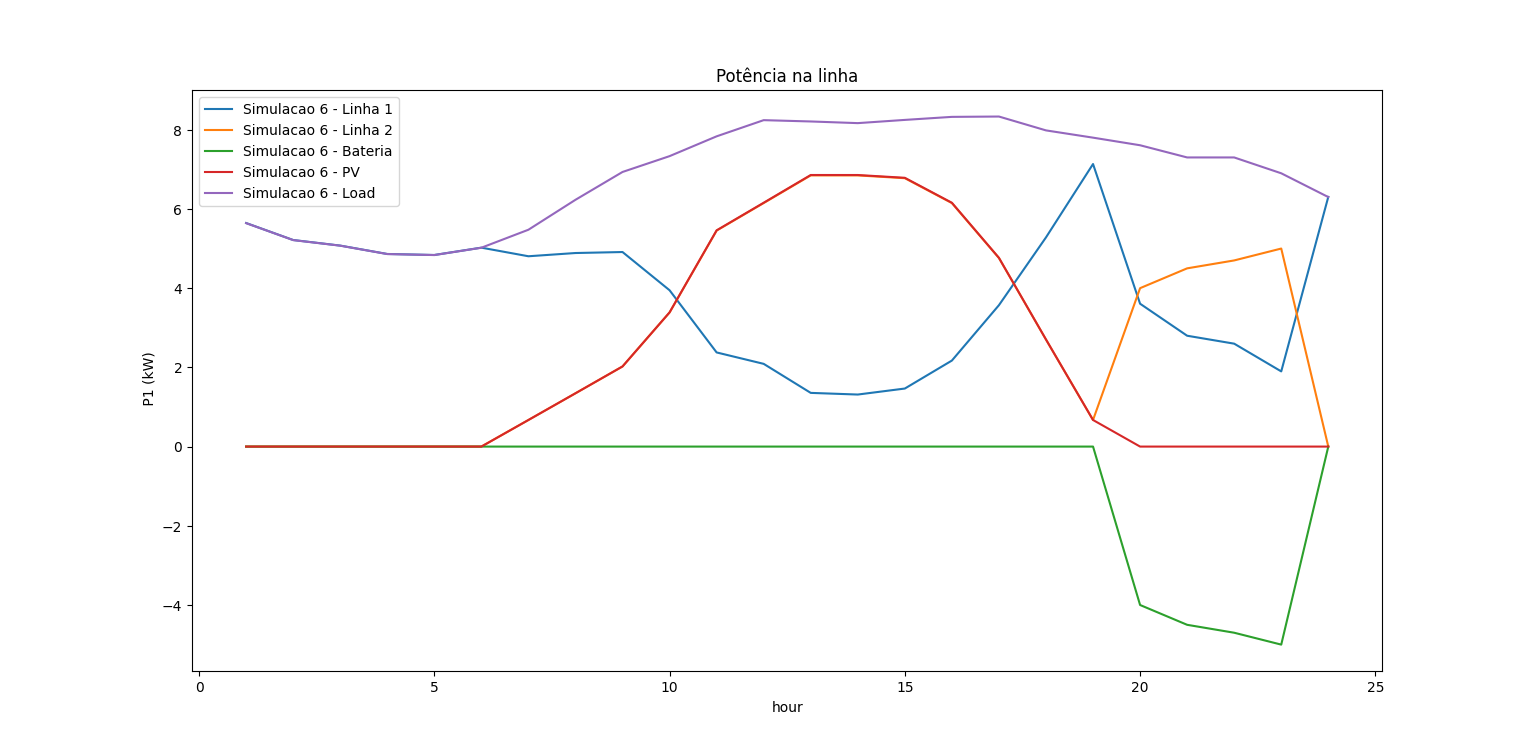 Potência na linha
Simulacao 6 - Linha 1
Simulacao 6 - Linha 2
Simulacao 6 - Bateria
Simulacao 6 - PV
Simulacao 6 - Load
P1 (kW)
8
6
4
2
0
−2
−4
0 5 10 15 20 25
hour